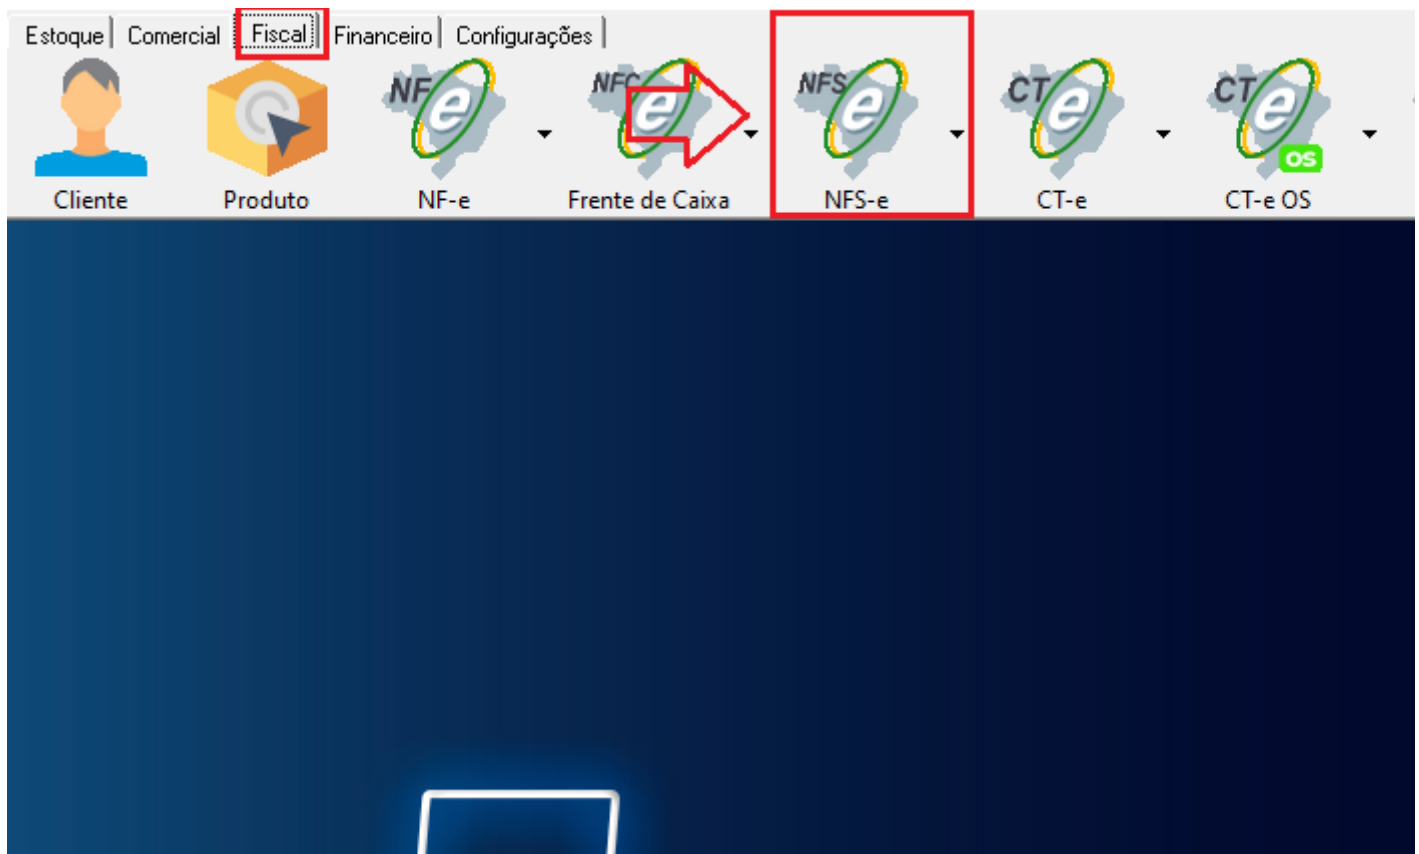 Estoque Comercial Fiscal Financeiro Configurações
NF e NFC e NFS e CT e CT e
OS
Cliente Produto NF-e Frente de Caixa NFS-e CT-e CT-e OS